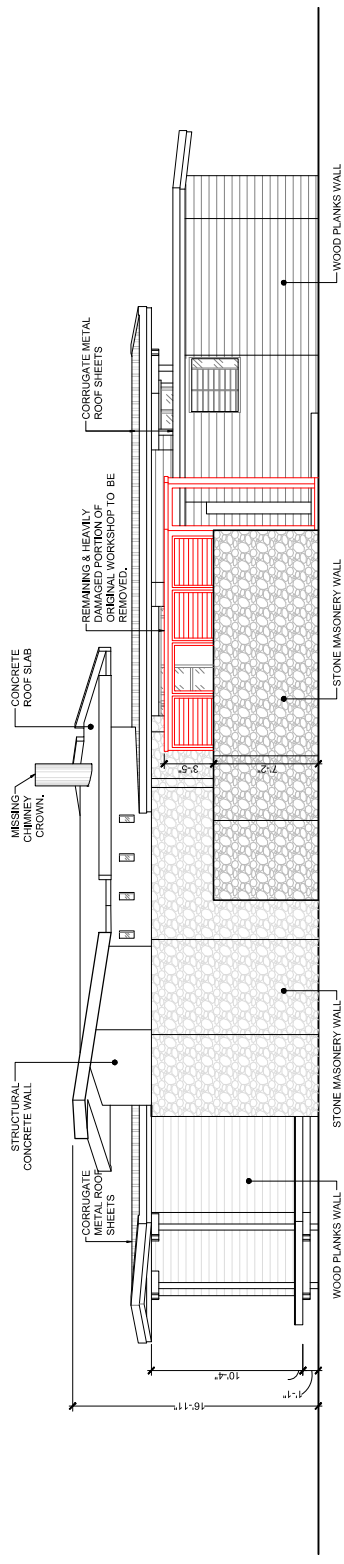 STRUCTURAL
CONCRETE WALL
MISSING
CHIMNEY
CROWN.
CONCRETE
ROOF SLAB
CORRUGATE
METAL ROOF
SHEETS
REMAINING & HEAVILY
DAMAGED PORTION OF
ORIGINAL WORKSHOP TO BE
REMOVED.
CORRUGATE METAL
ROOF SHEETS
16'-11"
10'-4"
1'-1"
3'-5"
7'-2"
WOOD PLANKS WALL
STONE MASONERY WALL
STONE MASONERY WALL
WOOD PLANKS WALL